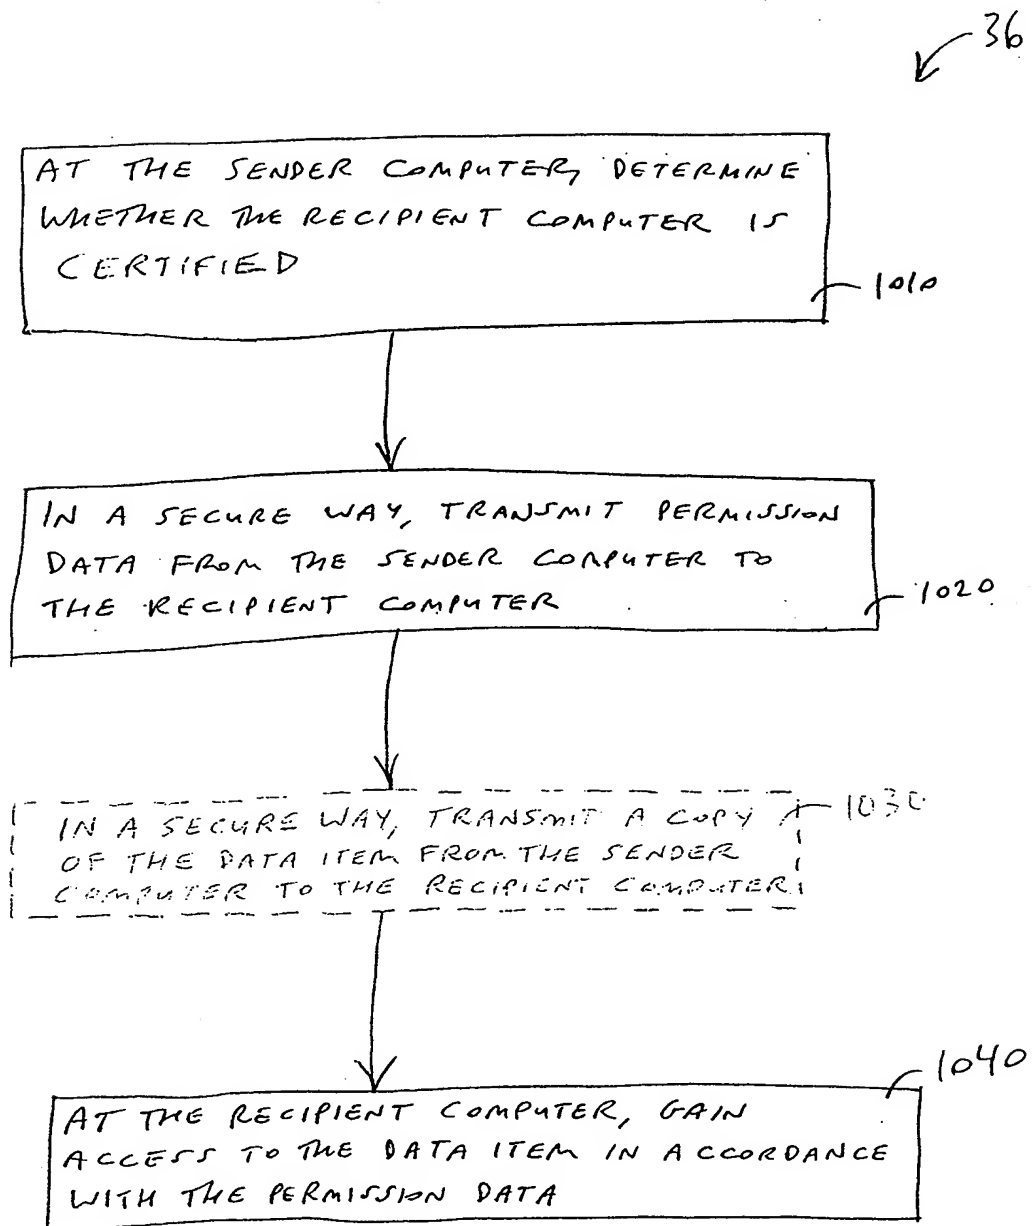 36
AT THE SENDER COMPUTER, DETERMINE
WHETHER THE RECIPIENT COMPUTER IS
CERTIFIED
1010
IN A SECURE WAY, TRANSMIT PERMISSION
DATA FROM THE SENDER COMPUTER TO
THE RECIPIENT COMPUTER
1020
IN A SECURE WAY, TRANSMIT A COPY
OF THE DATA ITEM FROM THE SENDER
COMPUTER TO THE RECIPIENT COMPUTER
1030
AT THE RECIPIENT COMPUTER, GAIN
ACCESS TO THE DATA ITEM IN ACCORDANCE
WITH THE PERMISSION DATA
1040